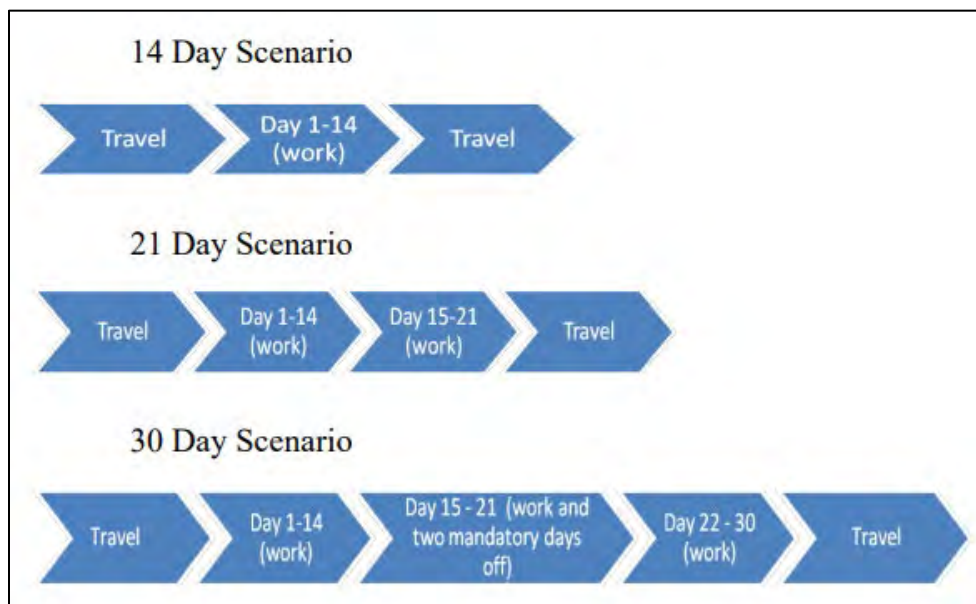 14 Day Scenario
Travel
Day 1-14
(work)
Travel
21 Day Scenario
Travel
Day 1-14
(work)
Day 15-21
(work)
Travel
30 Day Scenario
Travel
Day 1-14
(work)
Day 15 - 21 (work and
two mandatory days
off)
Day 22 - 30
(work)
Travel